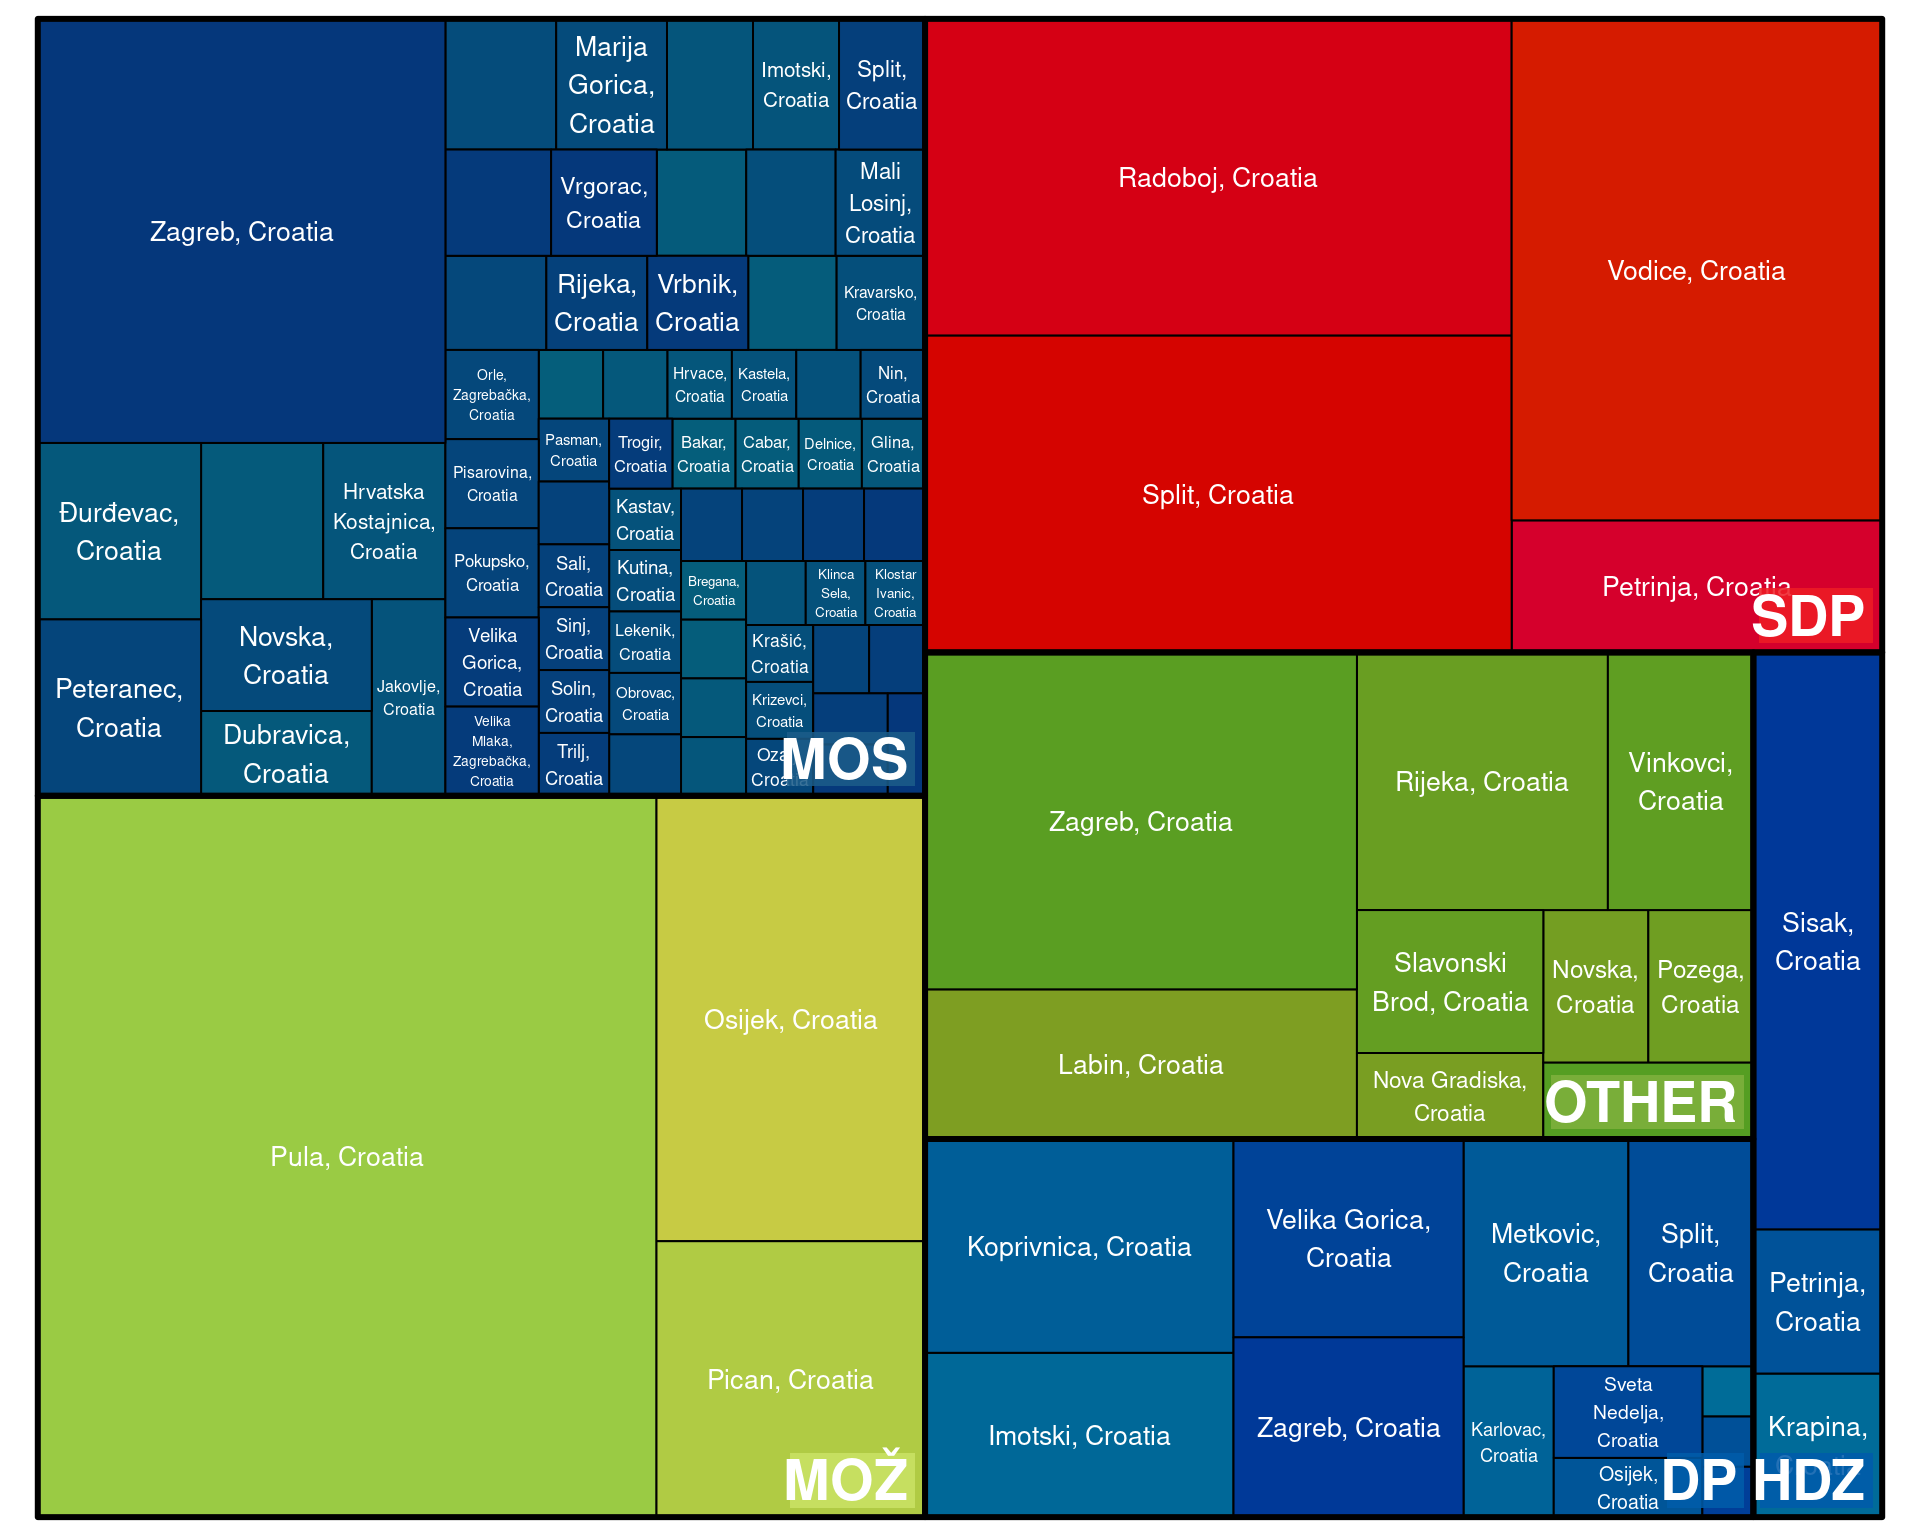 Zagreb, Croatia
Marija
Gorica,
Croatia
Imotski,
Croatia
Split,
Croatia
Vrgorac,
Croatia
Mali
Losinj,
Croatia
Rijeka,
Croatia
Vrbnik,
Croatia
Kravarsko,
Croatia
Orle,
Zagrebačka,
Croatia
Hrvace,
Croatia
Kastela,
Croatia
Nin,
Croatia
Pasman,
Croatia
Trogir,
Croatia
Bakar,
Croatia
Cabar,
Croatia
Delnice,
Croatia
Glina,
Croatia
Pisarovina,
Croatia
Kastav,
Croatia
Pokupsko,
Croatia
Sali,
Croatia
Kutina,
Croatia
Bregana,
Croatia
Klinca
Sela,
Croatia
Klostar
Ivanic,
Croatia
Velika
Gorica,
Croatia
Sinj,
Croatia
Lekenik,
Croatia
Krašić,
Croatia
Solin,
Croatia
Obrovac,
Croatia
Krizevci,
Croatia
Velika
Mlaka,
Zagrebačka,
Croatia
Trilj,
Croatia
Đurđevac,
Croatia
Hrvatska
Kostajnica,
Croatia
Peteranec,
Croatia
Novska,
Croatia
Jakovlje,
Croatia
Dubravica,
Croatia
MOS
Pula, Croatia
Osijek, Croatia
Pican, Croatia
MOŽ
Radoboj, Croatia
Vodice, Croatia
Split, Croatia
Petrinja, Croatia
SDP
Zagreb, Croatia
Rijeka, Croatia
Vinkovci,
Croatia
Slavonski
Brod, Croatia
Novska,
Croatia
Pozega,
Croatia
Labin, Croatia
Nova Gradiska,
Croatia
OTHER
Koprivnica, Croatia
Velika Gorica,
Croatia
Metkovic,
Croatia
Split,
Croatia
Imotski, Croatia
Zagreb, Croatia
Karlovac,
Croatia
Sveta
Nedelja,
Croatia
Osijek,
Croatia
DP
Sisak,
Croatia
Petrinja,
Croatia
Krapina,
HDZ